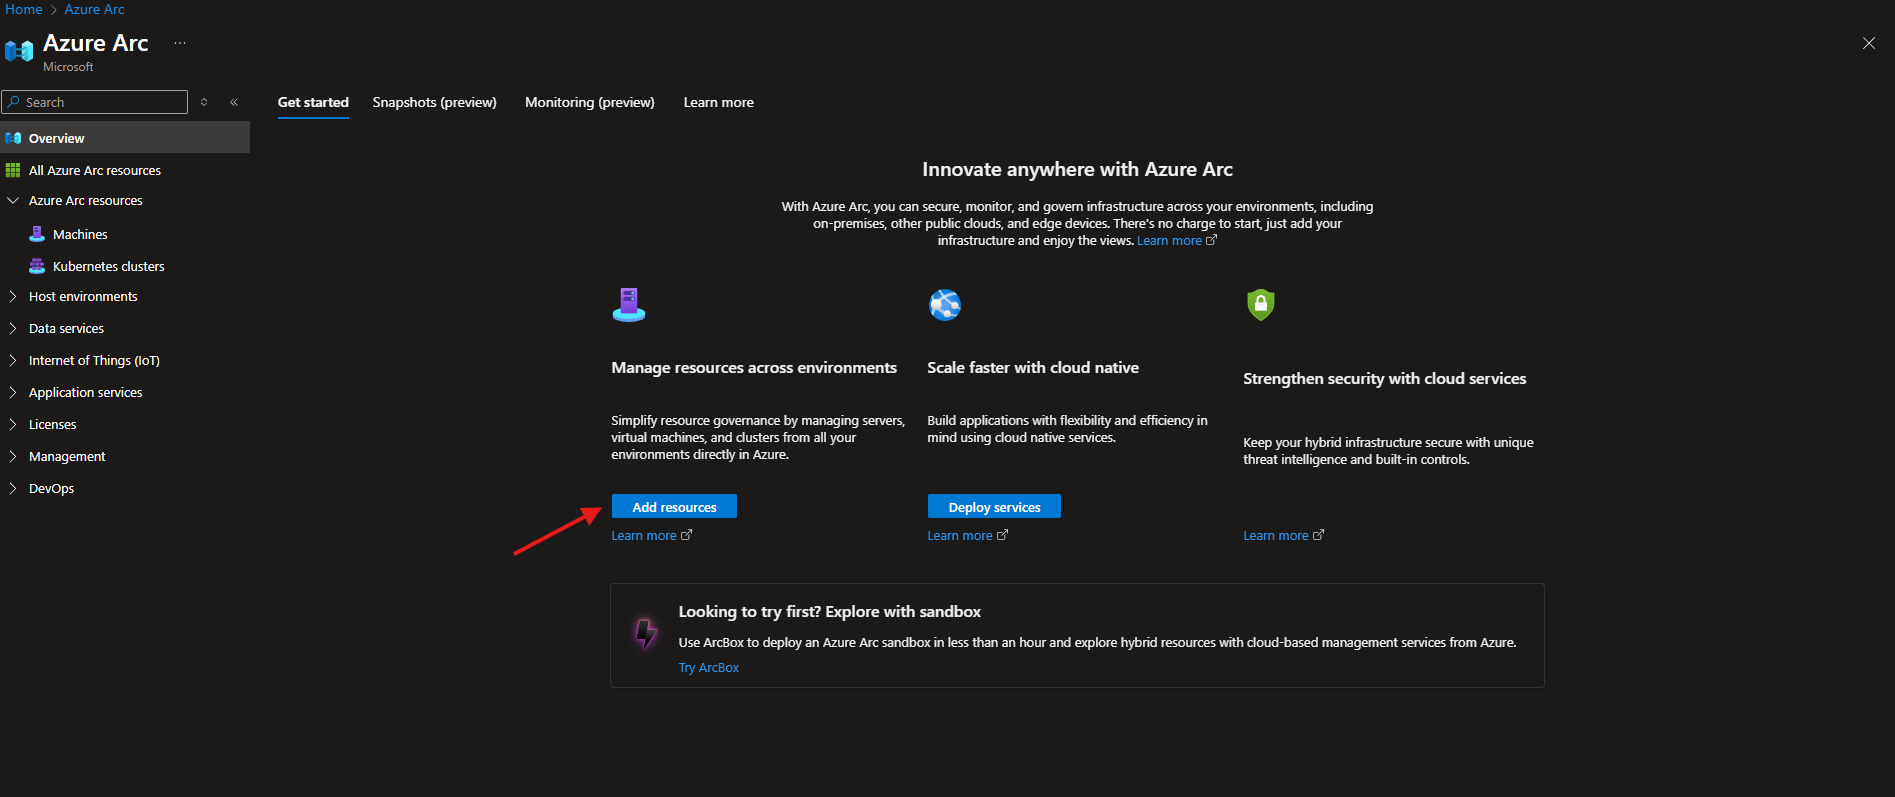 Home > Azure Arc
Azure Arc ...
Microsoft
Search
Overview
All Azure Arc resources
Azure Arc resources
Machines
Kubernetes clusters
Host environments
Data services
Internet of Things (IoT)
Application services
Licenses
Management
DevOps
Get started Snapshots (preview) Monitoring (preview) Learn more
Innovate anywhere with Azure Arc
With Azure Arc, you can secure, monitor, and govern infrastructure across your environments, including
on-premises, other public clouds, and edge devices. There's no charge to start, just add your
infrastructure and enjoy the views. Learn more
Manage resources across environments
Simplify resource governance by managing servers,
virtual machines, and clusters from all your
environments directly in Azure.
Add resources
Learn more
Scale faster with cloud native
Build applications with flexibility and efficiency in
mind using cloud native services.
Deploy services
Learn more
Strengthen security with cloud services
Keep your hybrid infrastructure secure with unique
threat intelligence and built-in controls.
Learn more
Looking to try first? Explore with sandbox
Use ArcBox to deploy an Azure Arc sandbox in less than an hour and explore hybrid resources with cloud-based management services from Azure.
Try ArcBox